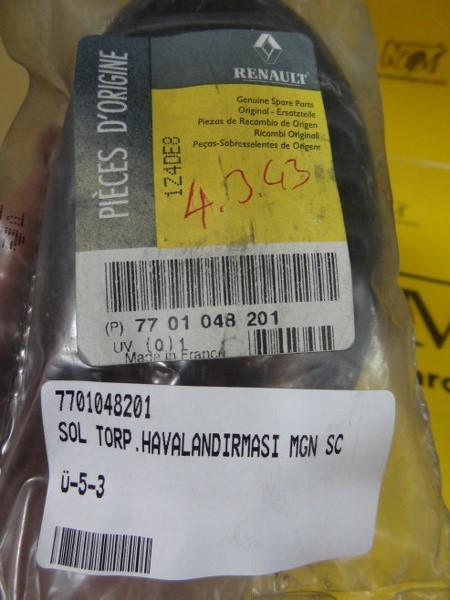 RENAULT
PIÈCES D'ORIGINE
Genuine Spare Parts
Original - Ersatzteile
Piezas de Recambio de Origen
Ricambi Originali
Peças-Sobresselentes de Origem
1Z4DE8
4.3.43
(P) 77 01 048 201
UV (Q) 1
Made in France
7701048201
SOL TORP.HAVALANDIRMASI MGN SC
Ü-5-3